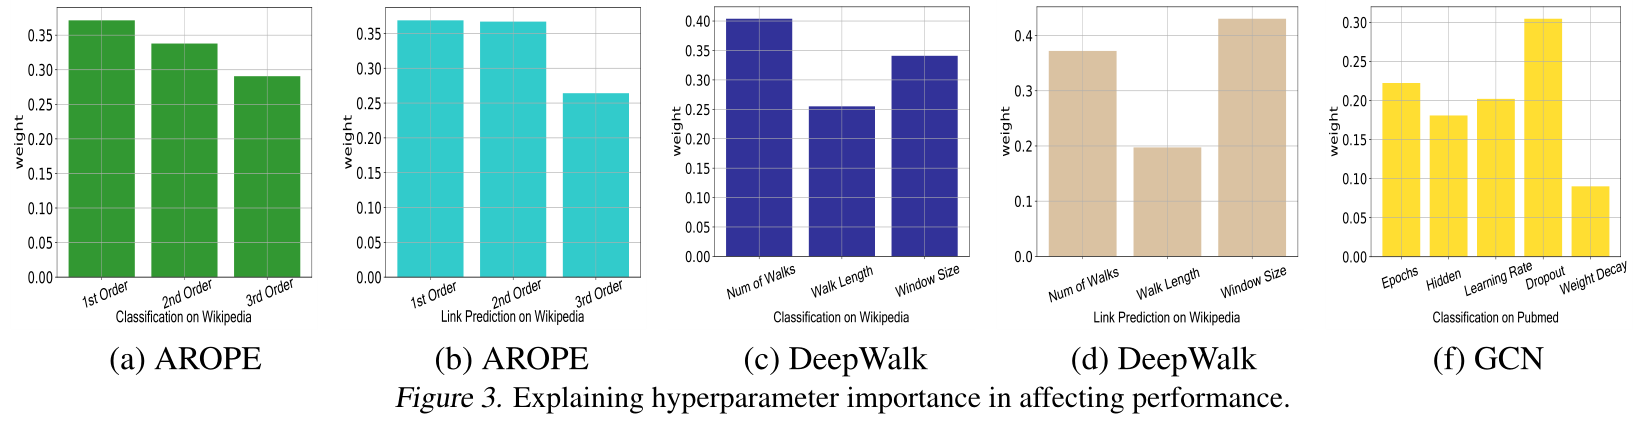 weight
0.35
0.30
0.25
0.20
0.15
0.10
0.05
0.00
1st Order
2nd Order
3rd Order
Classification on Wikipedia
(a) AROPE
weight
0.35
0.30
0.25
0.20
0.15
0.10
0.05
0.00
1st Order
2nd Order
3rd Order
Link Prediction on Wikipedia
(b) AROPE
weight
0.40
0.35
0.30
0.25
0.20
0.15
0.10
0.05
0.00
Num of Walks
Walk Length
Window Size
Classification on Wikipedia
(c) DeepWalk
weight
0.4
0.3
0.2
0.1
0.0
Num of Walks
Walk Length
Window Size
Link Prediction on Wikipedia
(d) DeepWalk
weight
0.30
0.25
0.20
0.15
0.10
0.05
0.00
Epochs
Hidden
Learning Rate
Dropout
Weight Decay
Classification on Pubmed
(f) GCN
Figure 3. Explaining hyperparameter importance in affecting performance.